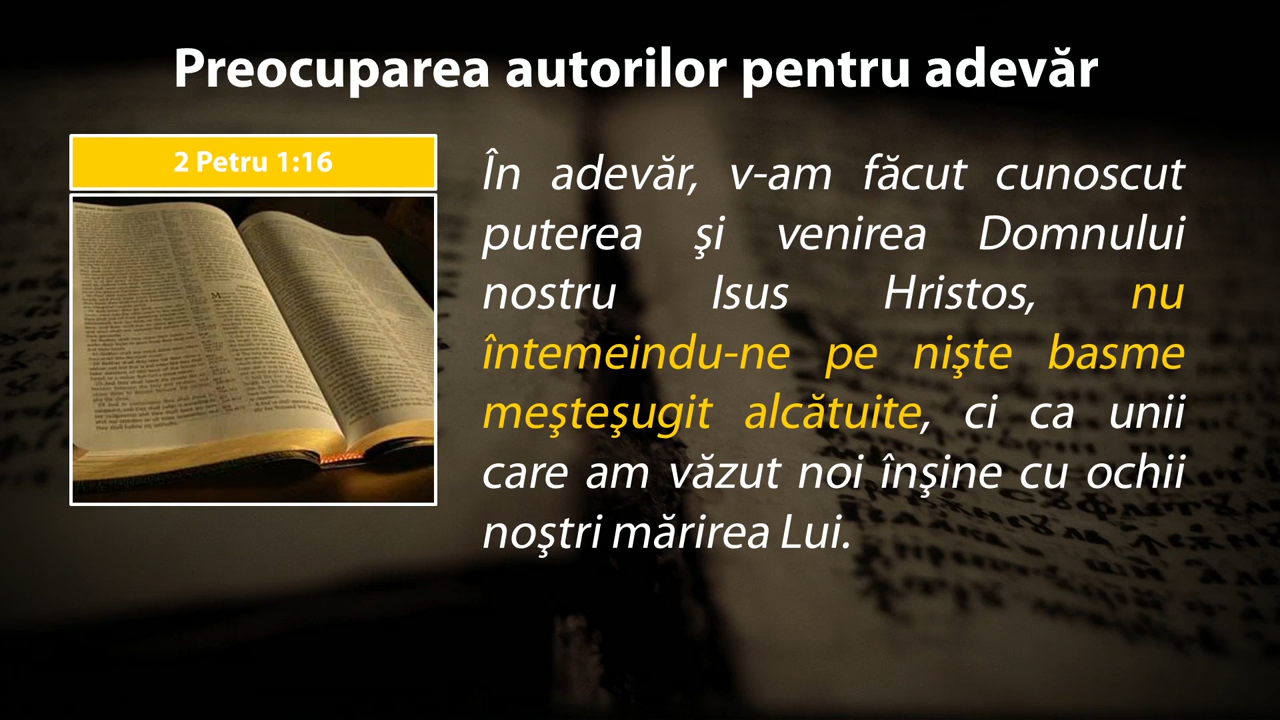 Preocuparea autorilor pentru adevăr
2 Petru 1:16
În adevăr, v-am făcut cunoscut
puterea şi venirea Domnului
nostru Isus Hristos, nu
întemeindu-ne pe nişte basme
meşteşugit alcătuite, ci ca unii
care am văzut noi înşine cu ochii
noştri mărirea Lui.